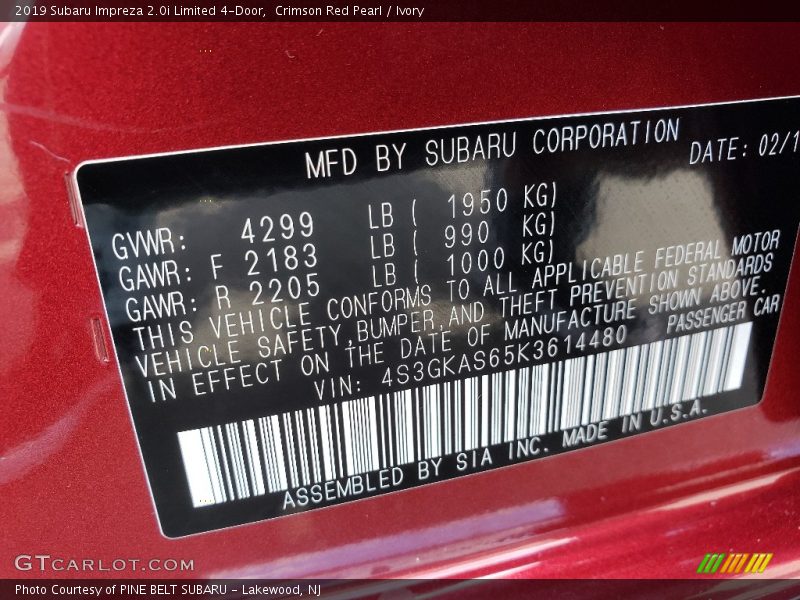 2019 Subaru Impreza 2.0i Limited 4-Door,  Crimson Red Pearl / Ivory
MFD BY SUBARU CORPORATION
DATE: 02/1
GVWR: 4299 LB ( 1950 KG)
GAWR: F 2183 LB ( 990 KG)
GAWR: R 2205 LB ( 1000 KG)
THIS VEHICLE CONFORMS TO ALL APPLICABLE FEDERAL MOTOR
VEHICLE SAFETY,BUMPER,AND THEFT PREVENTION STANDARDS
IN EFFECT ON THE DATE OF MANUFACTURE SHOWN ABOVE.
VIN: 4S3GKAS65K3614480 PASSENGER CAR
ASSEMBLED BY SIA INC. MADE IN U.S.A.
GTCARLOT.COM
Photo Courtesy of PINE BELT SUBARU - Lakewood, NJ